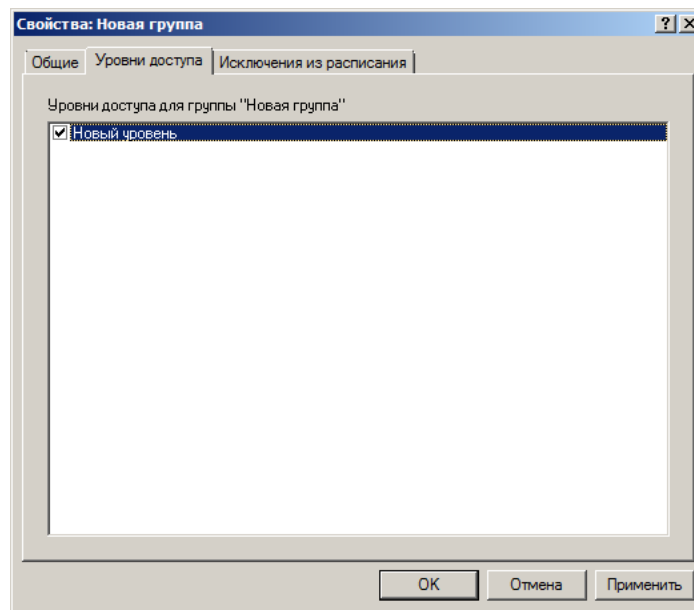 Свойства: Новая группа
Общие Уровни доступа Исключения из расписания
Уровни доступа для группы "Новая группа"
Новый уровень
OK Отмена Применить